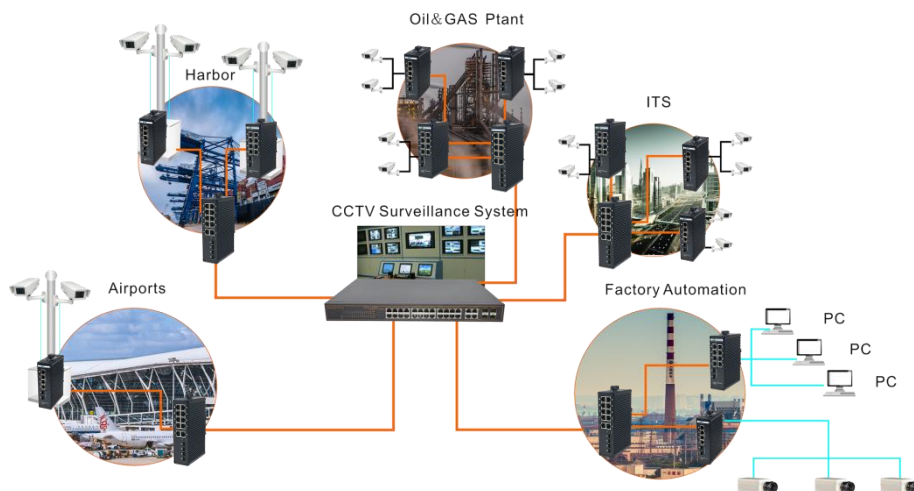 Oil&GAS Ptant
Harbor
ITS
CCTV Surveillance System
Airports
Factory Automation
PC
PC
PC